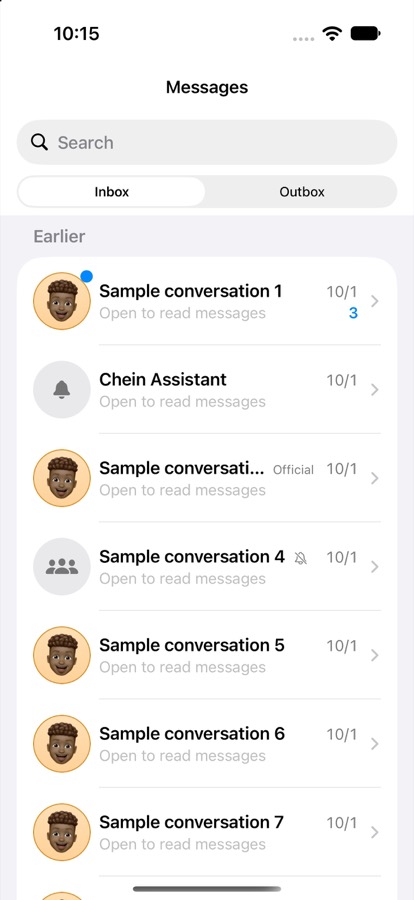 10:15
Messages
Search
Inbox
Outbox
Earlier
Sample conversation 1
10/1
Open to read messages
3
Chein Assistant
10/1
Open to read messages
Sample conversati...
Official
10/1
Open to read messages
Sample conversation 4
10/1
Open to read messages
Sample conversation 5
10/1
Open to read messages
Sample conversation 6
10/1
Open to read messages
Sample conversation 7
10/1
Open to read messages